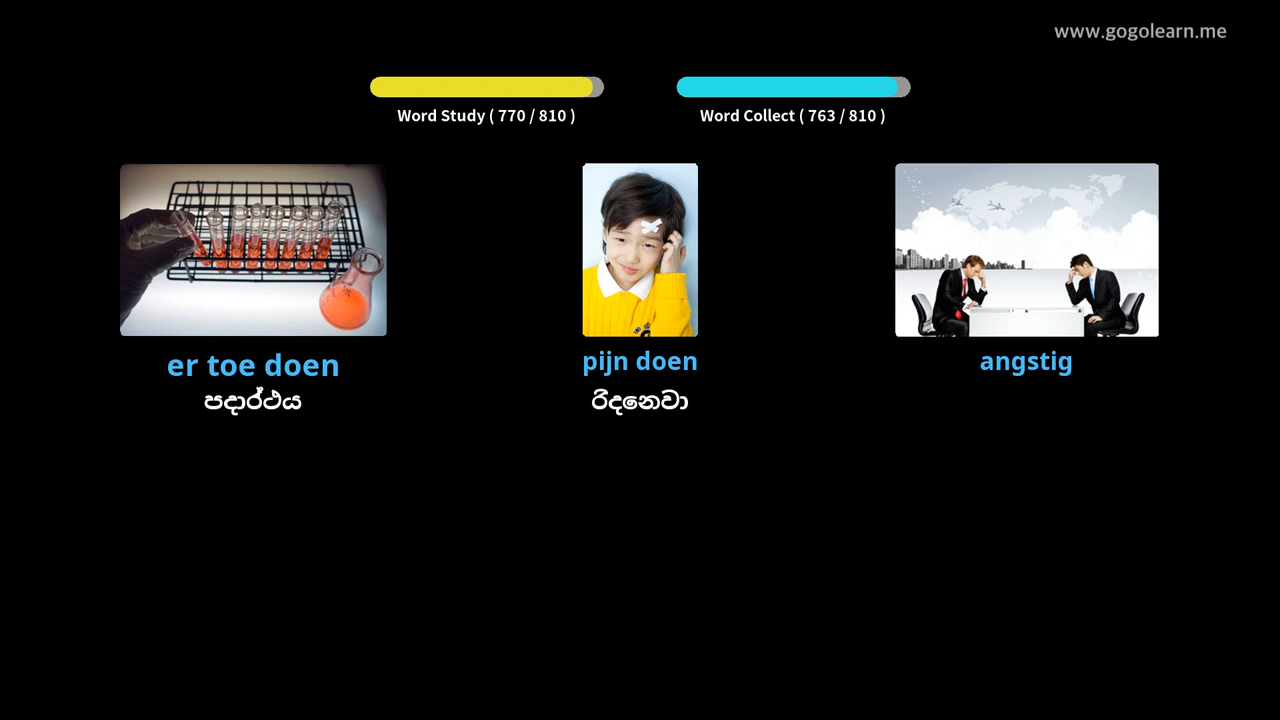 www.gogolearn.me
Word Study ( 770 / 810 )
Word Collect ( 763 / 810 )
er toe doen
පදාර්ථය
pijn doen
රිදනෙවා
angstig